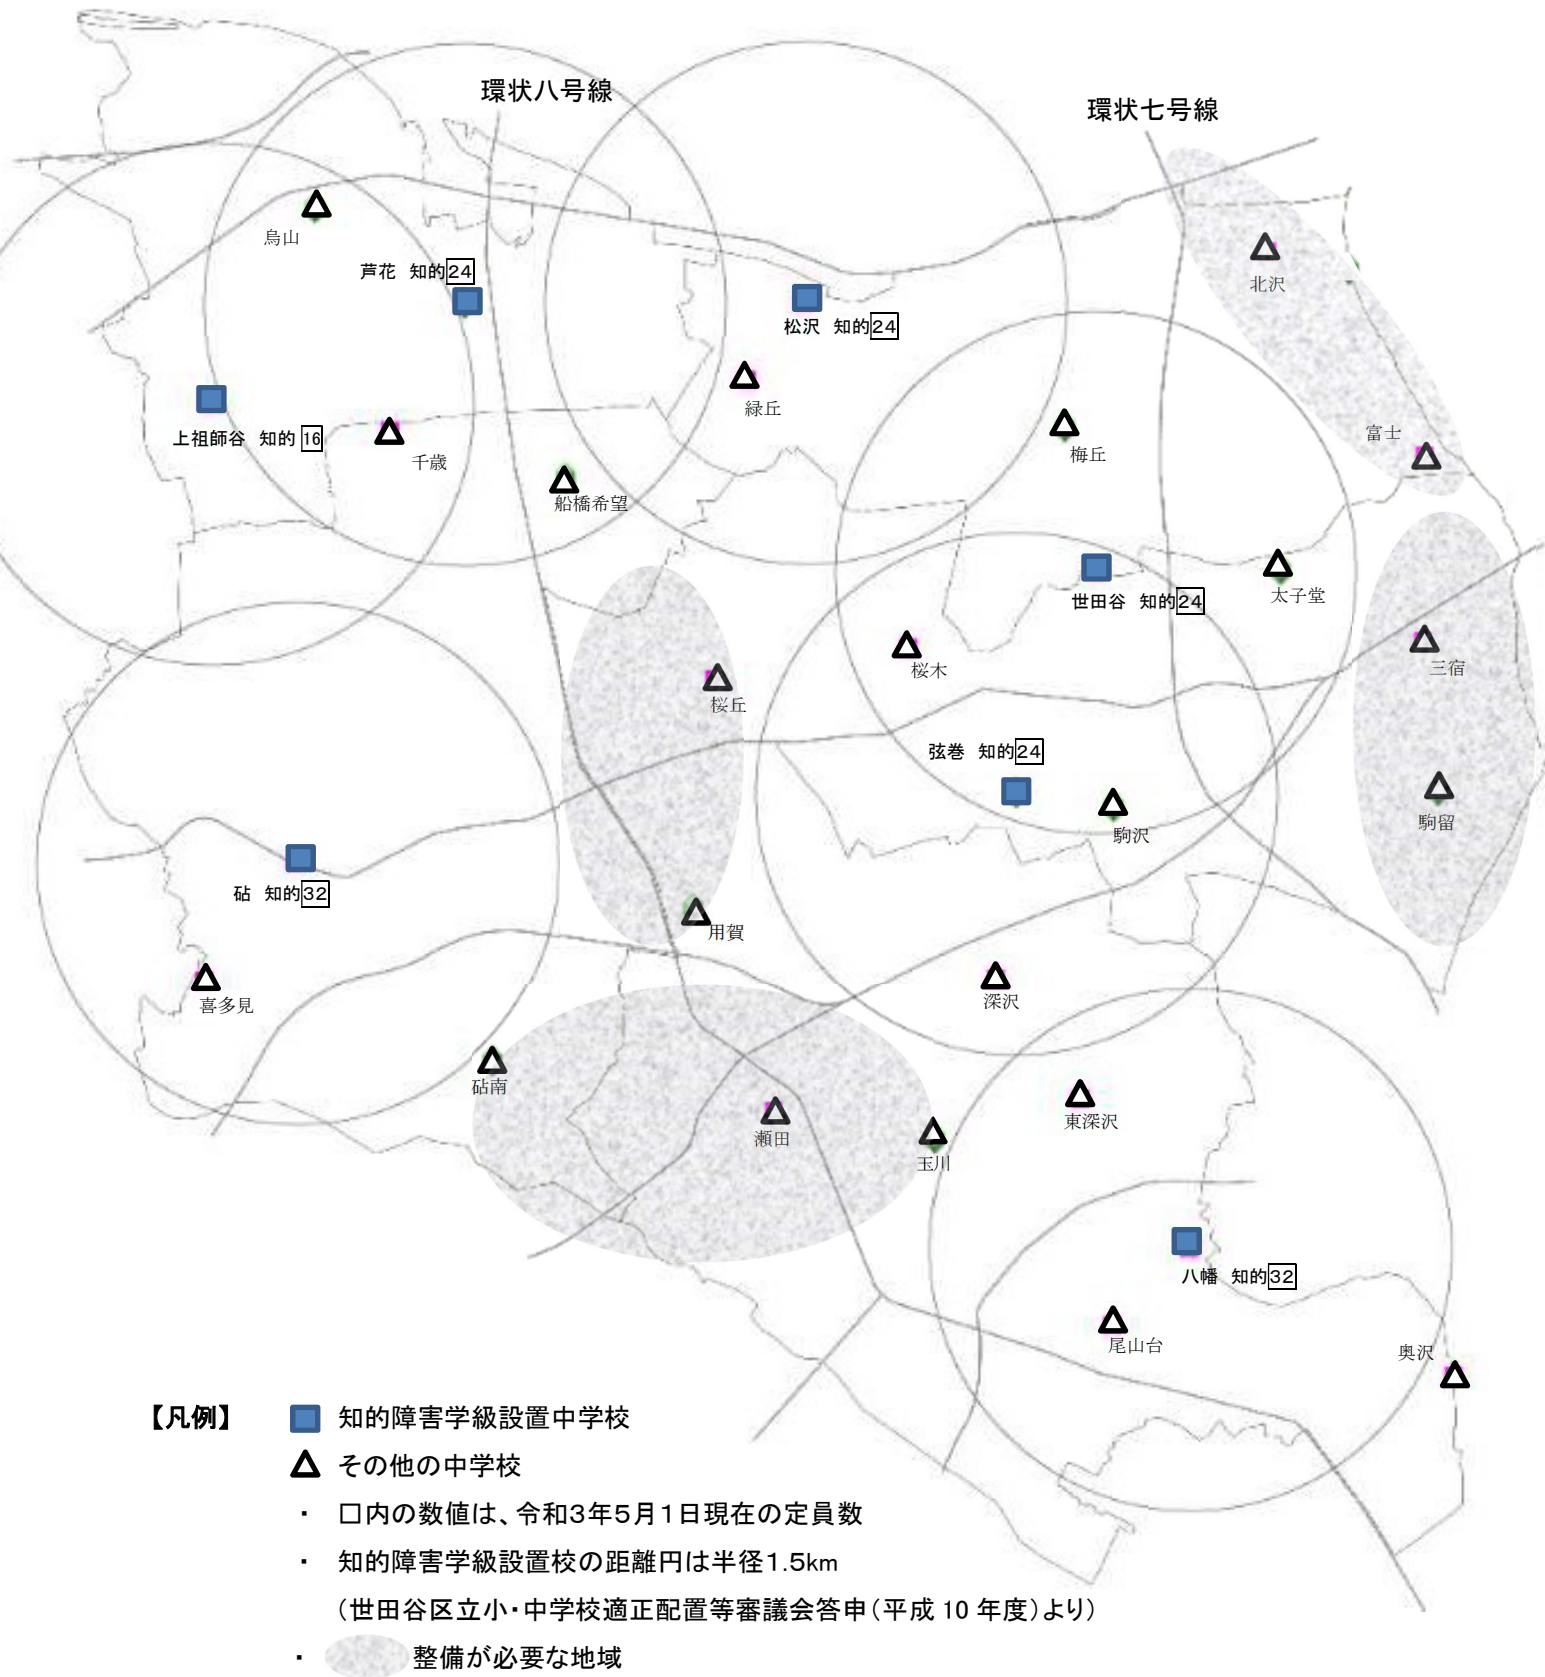 環状八号線
環状七号線
烏山
芦花　知的24
北沢
松沢　知的24
緑丘
上祖師谷　知的16
千歳
梅丘
富士
船橋希望
世田谷　知的24
太子堂
桜木
三宿
桜丘
弦巻　知的24
駒沢
駒留
砧　知的32
用賀
喜多見
深沢
砧南
瀬田
東深沢
玉川
八幡　知的32
尾山台
奥沢
【凡例】
知的障害学級設置中学校
その他の中学校
・ □内の数値は、令和3年5月1日現在の定員数
・ 知的障害学級設置校の距離円は半径1.5km
（世田谷区立小・中学校適正配置等審議会答申（平成 10 年度）より）
・ 整備が必要な地域